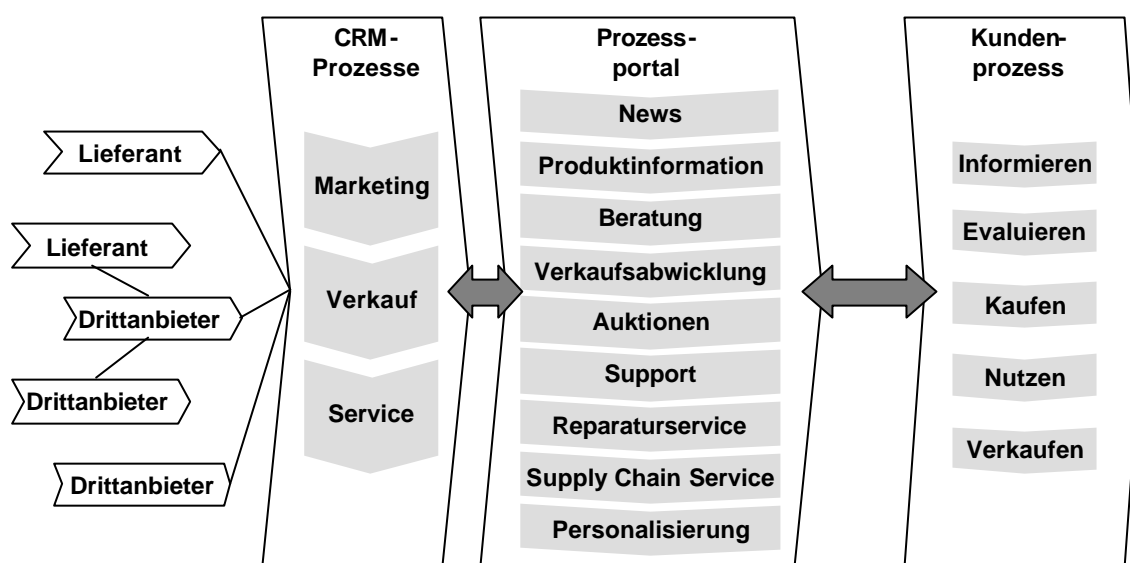 CRM-
Prozesse
Prozess-
portal
Kunden-
prozess
Lieferant
Lieferant
Drittanbieter
Drittanbieter
Drittanbieter
Marketing
Verkauf
Service
News
Produktinformation
Beratung
Verkaufsabwicklung
Auktionen
Support
Reparaturservice
Supply Chain Service
Personalisierung
Informieren
Evaluieren
Kaufen
Nutzen
Verkaufen